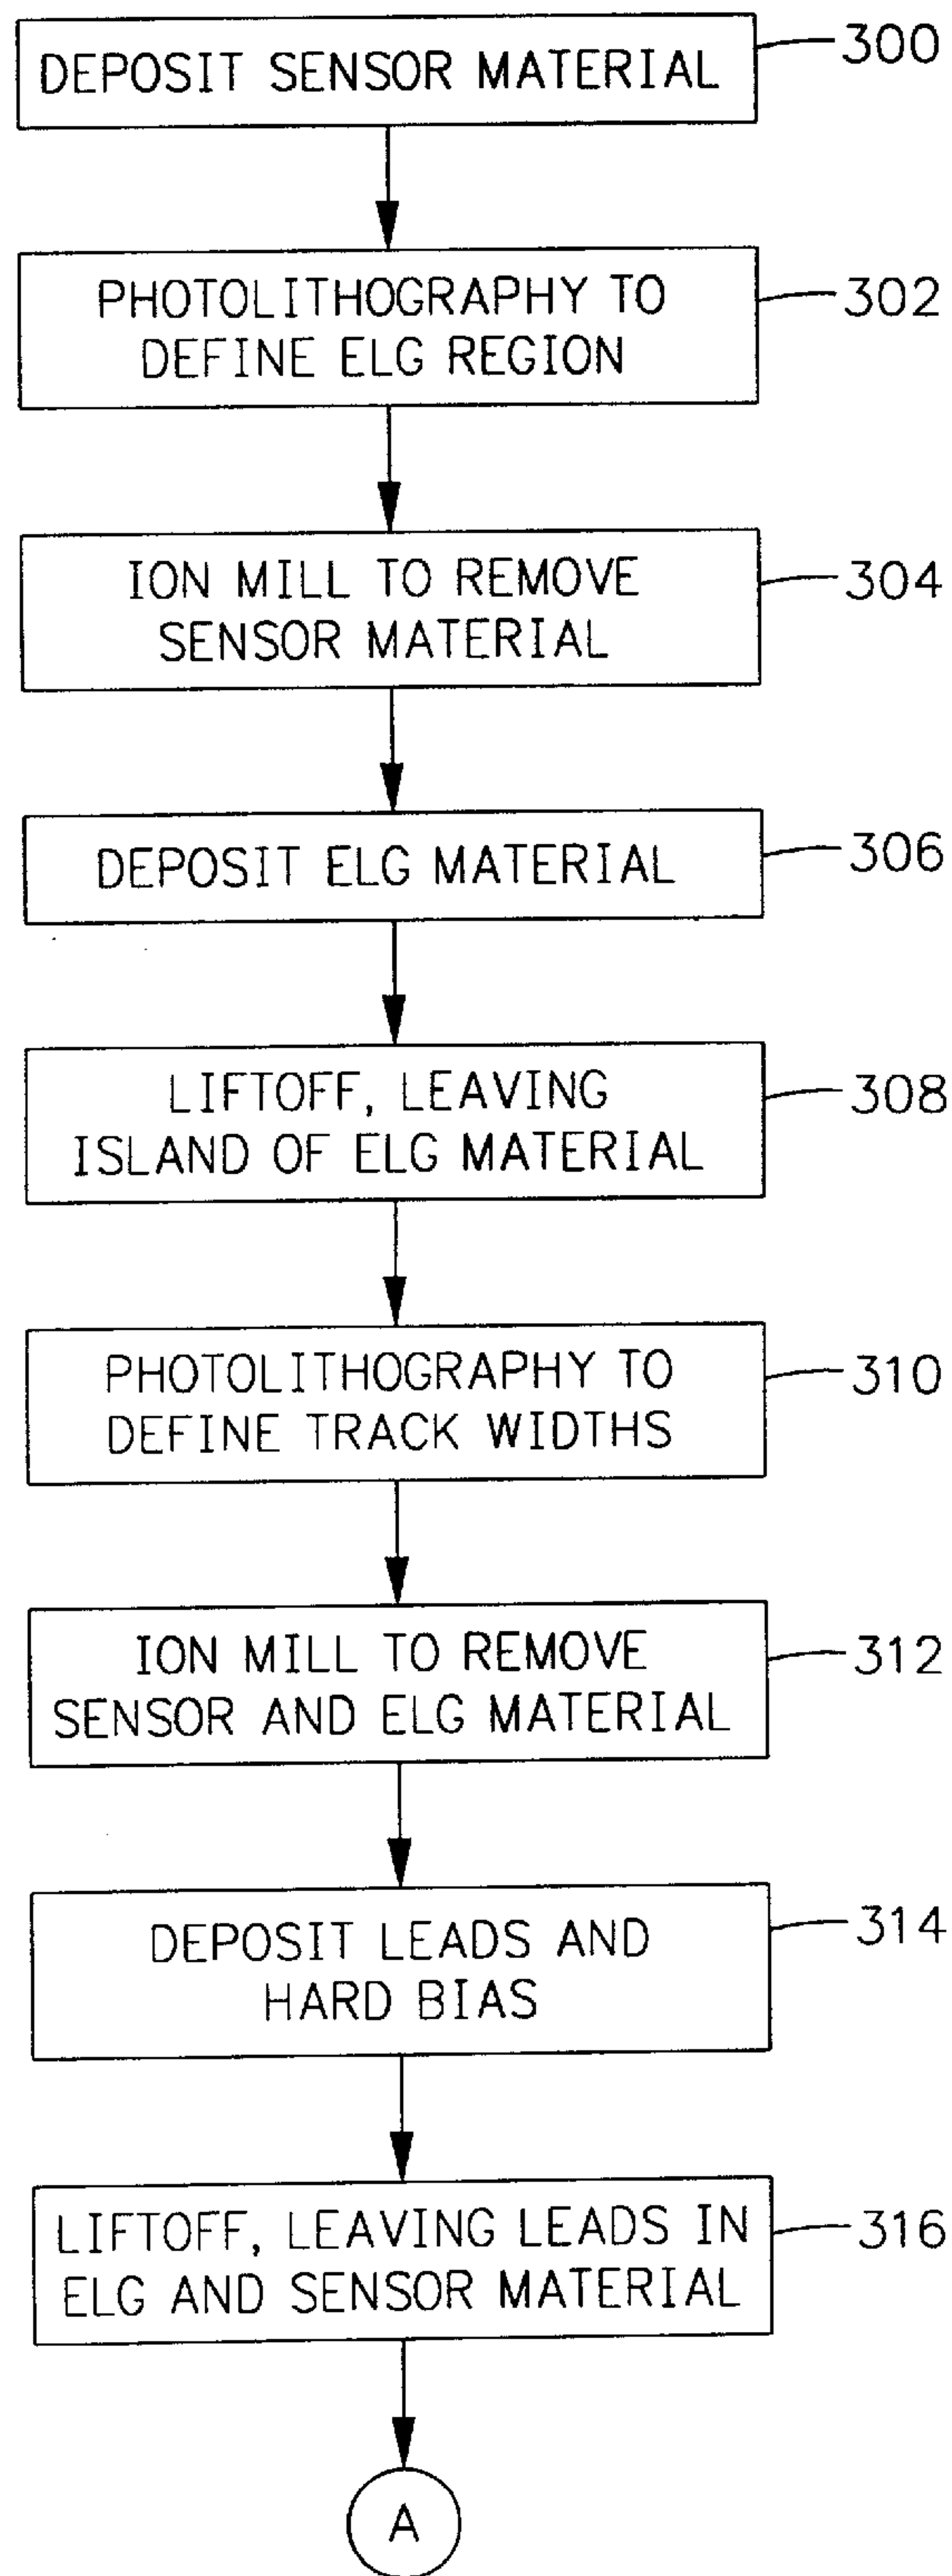 DEPOSIT SENSOR MATERIAL
300
PHOTOLITHOGRAPHY TO
DEFINE ELG REGION
302
ION MILL TO REMOVE
SENSOR MATERIAL
304
DEPOSIT ELG MATERIAL
306
LIFTOFF, LEAVING
ISLAND OF ELG MATERIAL
308
PHOTOLITHOGRAPHY TO
DEFINE TRACK WIDTHS
310
ION MILL TO REMOVE
SENSOR AND ELG MATERIAL
312
DEPOSIT LEADS AND
HARD BIAS
314
LIFTOFF, LEAVING LEADS IN
ELG AND SENSOR MATERIAL
316
A